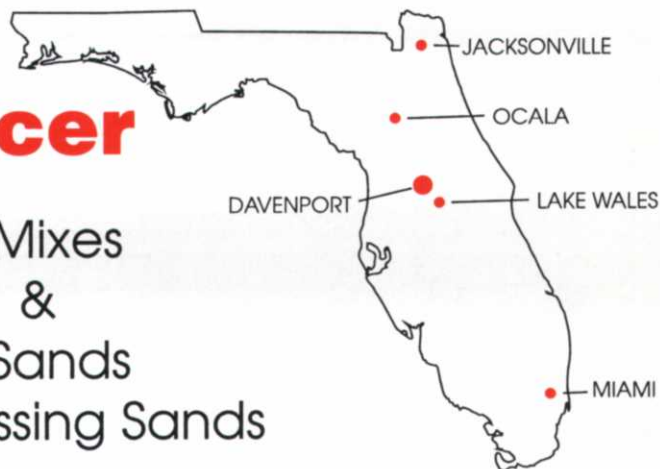 cer
Mixes
&
Sands
ssing Sands
JACKSONVILLE
OCALA
DAVENPORT
LAKE WALES
MIAMI